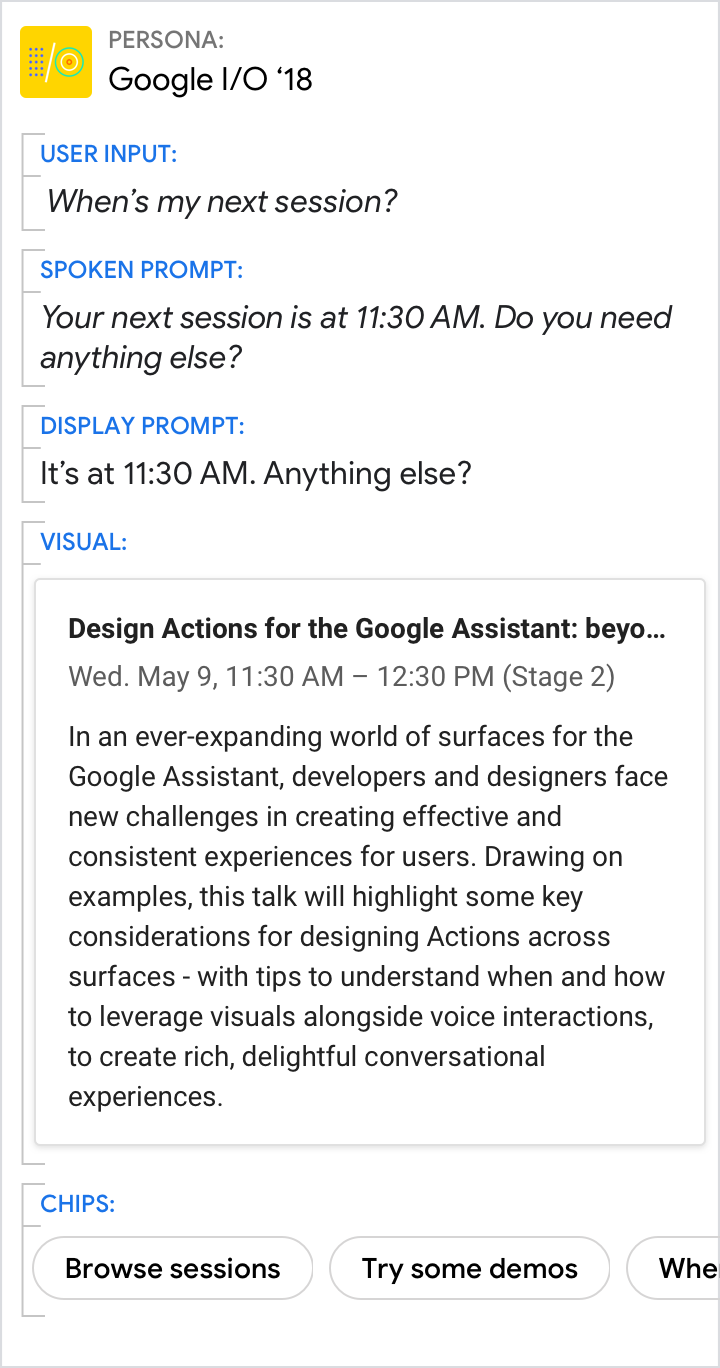 PERSONA:
Google I/O ‘18
USER INPUT:
When’s my next session?
SPOKEN PROMPT:
Your next session is at 11:30 AM. Do you need
anything else?
DISPLAY PROMPT:
It’s at 11:30 AM. Anything else?
VISUAL:
Design Actions for the Google Assistant: beyo...
Wed. May 9, 11:30 AM – 12:30 PM (Stage 2)
In an ever-expanding world of surfaces for the
Google Assistant, developers and designers face
new challenges in creating effective and
consistent experiences for users. Drawing on
examples, this talk will highlight some key
considerations for designing Actions across
surfaces - with tips to understand when and how
to leverage visuals alongside voice interactions,
to create rich, delightful conversational
experiences.
CHIPS:
Browse sessions Try some demos